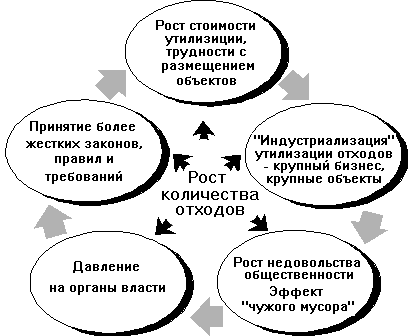 Рост стоимости
утилизиции,
трудности с
размещением
объектов
Принятие более
жестких законов,
правил и
требований
"Индустриализация"
утилизации отходов
- крупный бизнес,
крупные объекты
Рост
количества
отходов
Давление
на органы власти
Рост недовольства
общественности
Эффект
"чужого мусора"